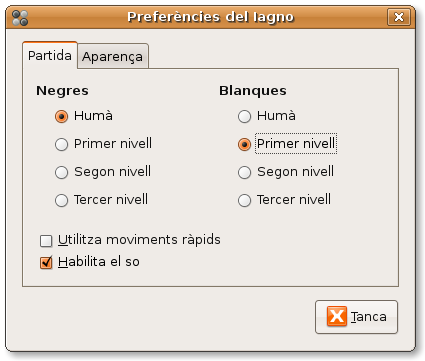 Preferències del Iagno
Partida
Aparença
Negres
Blanques
Humà
Humà
Primer nivell
Primer nivell
Segon nivell
Segon nivell
Tercer nivell
Tercer nivell
Utilitza moviments ràpids
Habilita el so
Tanca